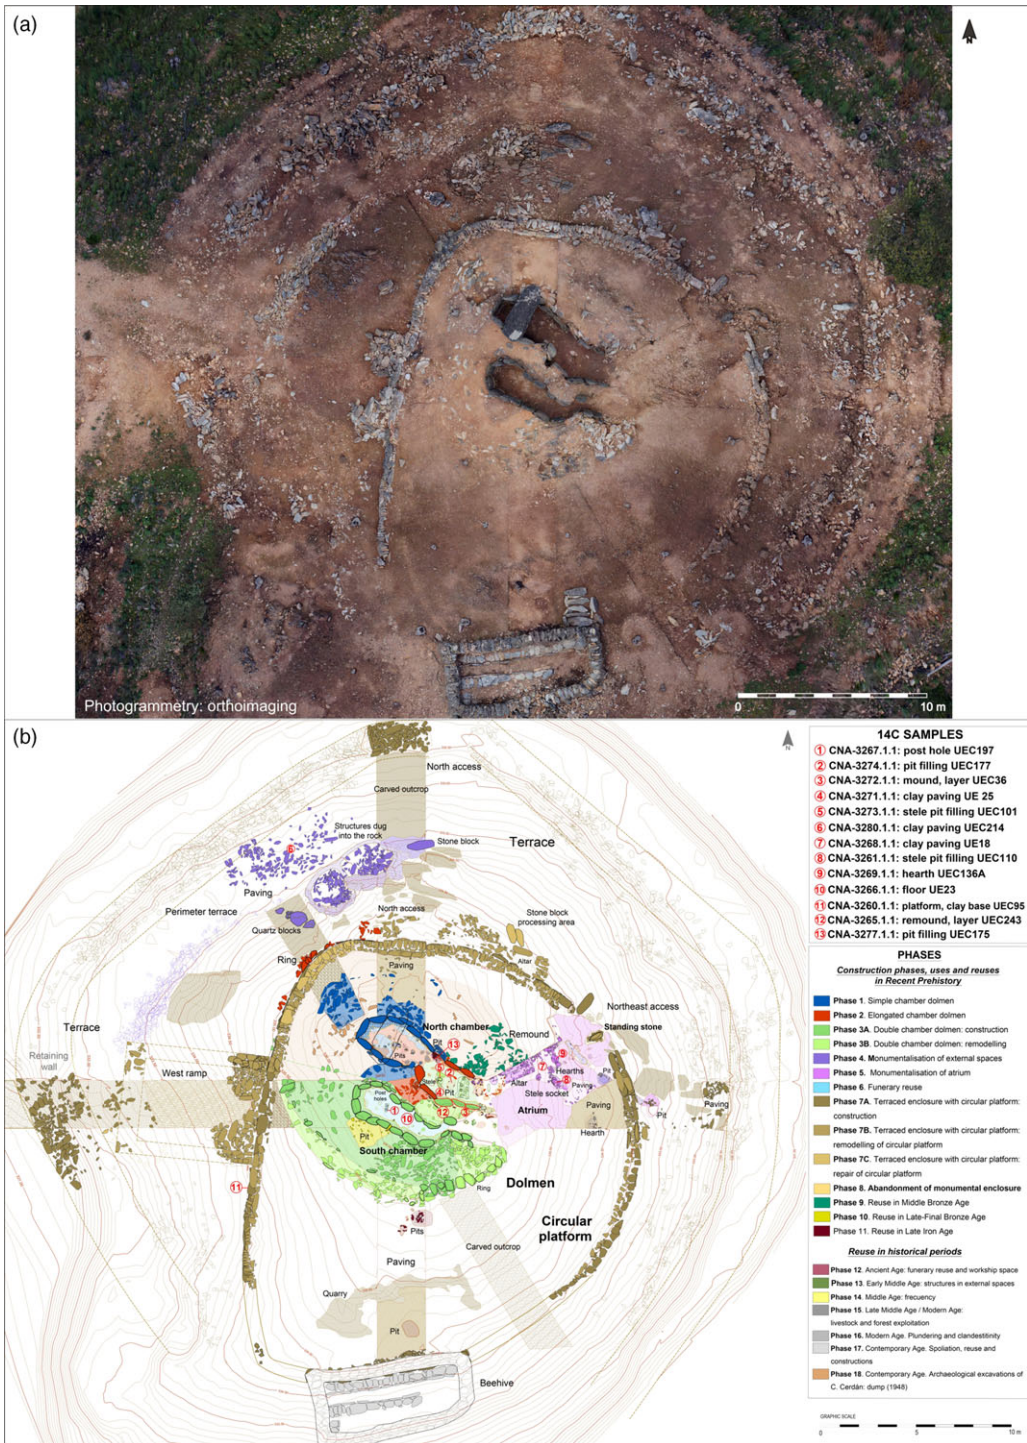 (a)
N
Photogrammetry: orthoimaging
0 10 m
(b)
N
North access
Carved outcrop
Structures dug
into the rock
Stone block
Terrace
6
Paving
Perimeter terrace
North access
Quartz blocks
Stone block
processing area
Ring
Altar
Paving
Northeast access
Terrace
North chamber
Remound
Standing stone
13
Pit
Pits
9
Retaining
wall
West ramp
5
2
7
Hearths
8
Pit
Stele
4
Pit
Altar
Paving
Stele socket
Post
holes
1
10
12
3
Atrium
Paving
Paving
Pit
Hearth
Pit
South chamber
Dolmen
Ring
11
Circular
platform
Pits
Carved outcrop
Paving
Quarry
Pit
Beehive
14C SAMPLES
1 CNA-3267.1.1: post hole UEC197
2 CNA-3274.1.1: pit filling UEC177
3 CNA-3272.1.1: mound, layer UEC36
4 CNA-3271.1.1: clay paving UE 25
5 CNA-3273.1.1: stele pit filling UEC101
6 CNA-3280.1.1: clay paving UEC214
7 CNA-3268.1.1: clay paving UE18
8 CNA-3261.1.1: stele pit filling UEC110
9 CNA-3269.1.1: hearth UEC136A
10 CNA-3266.1.1: floor UE23
11 CNA-3260.1.1: platform, clay base UEC95
12 CNA-3265.1.1: remound, layer UEC243
13 CNA-3277.1.1: pit filling UEC175
PHASES
Construction phases, uses and reuses
in Recent Prehistory
Phase 1. Simple chamber dolmen
Phase 2. Elongated chamber dolmen
Phase 3A. Double chamber dolmen: construction
Phase 3B. Double chamber dolmen: remodelling
Phase 4. Monumentalisation of external spaces
Phase 5. Monumentalisation of atrium
Phase 6. Funerary reuse
Phase 7A. Terraced enclosure with circular platform:
construction
Phase 7B. Terraced enclosure with circular platform:
remodelling of circular platform
Phase 7C. Terraced enclosure with circular platform:
repair of circular platform
Phase 8. Abandonment of monumental enclosure
Phase 9. Reuse in Middle Bronze Age
Phase 10. Reuse in Late-Final Bronze Age
Phase 11. Reuse in Late Iron Age
Reuse in historical periods
Phase 12. Ancient Age: funerary reuse and workship space
Phase 13. Early Middle Age: structures in external spaces
Phase 14. Middle Age: frecuency
Phase 15. Late Middle Age / Modern Age:
livestock and forest exploitation
Phase 16. Modern Age. Plundering and clandestinity
Phase 17. Contemporary Age. Spoliation, reuse and
constructions
Phase 18. Contemporary Age. Archaeological excavations of
C. Cerdán: dump (1948)
GRAPHIC SCALE
0 5 10 m